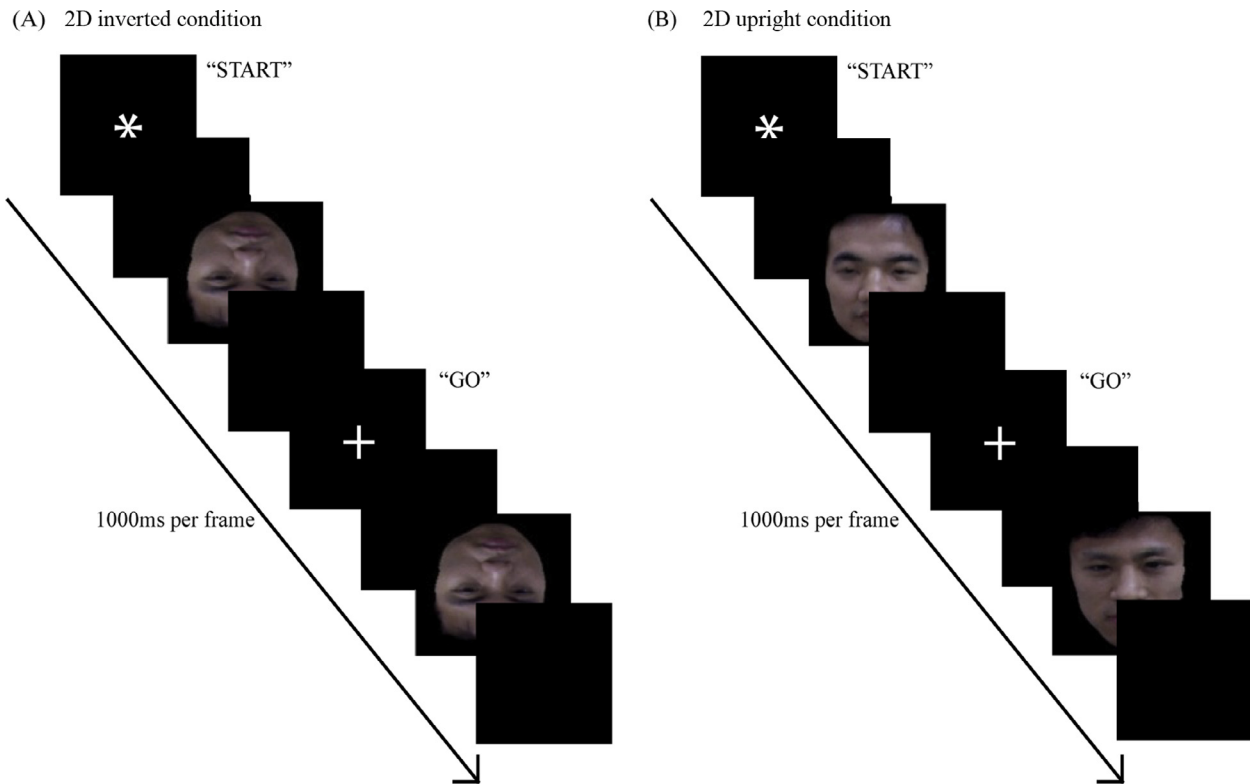 (A) 2D inverted condition
“START”
*
“GO”
+
1000ms per frame
(B) 2D upright condition
“START”
*
“GO”
+
1000ms per frame